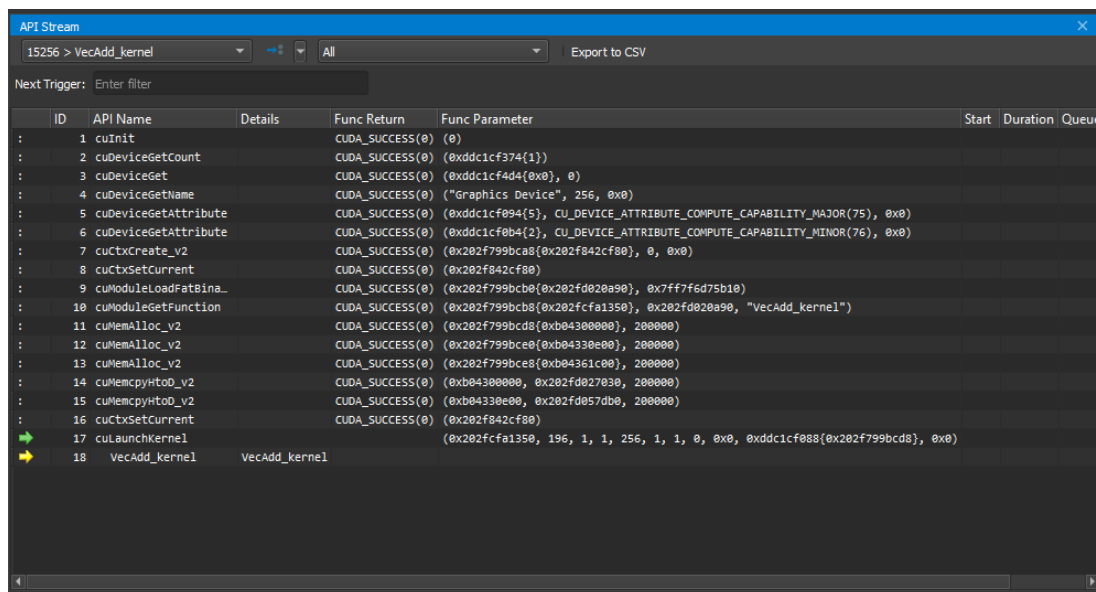 API Stream
15256 > VecAdd_kernel All Export to CSV
Next Trigger: Enter filter
ID API Name Details Func Return Func Parameter Start Duration Queu
: 1 cuInit CUDA_SUCCESS(0) (0)
: 2 cuDeviceGetCount CUDA_SUCCESS(0) (0xddc1cf374{1})
: 3 cuDeviceGet CUDA_SUCCESS(0) (0xddc1cf4d4{0x0}, 0)
: 4 cuDeviceGetName CUDA_SUCCESS(0) ("Graphics Device", 256, 0x0)
: 5 cuDeviceGetAttribute CUDA_SUCCESS(0) (0xddc1cf094{5}, CU_DEVICE_ATTRIBUTE_COMPUTE_CAPABILITY_MAJOR(75), 0x0)
: 6 cuDeviceGetAttribute CUDA_SUCCESS(0) (0xddc1cf0b4{2}, CU_DEVICE_ATTRIBUTE_COMPUTE_CAPABILITY_MINOR(76), 0x0)
: 7 cuCtxCreate_v2 CUDA_SUCCESS(0) (0x202f799bca8{0x202f842cf80}, 0, 0x0)
: 8 cuCtxSetCurrent CUDA_SUCCESS(0) (0x202f842cf80)
: 9 cuModuleLoadFatBina… CUDA_SUCCESS(0) (0x202f799bcb0{0x202fd020a90}, 0x7ff7f6d75b10)
: 10 cuModuleGetFunction CUDA_SUCCESS(0) (0x202f799bcb8{0x202fcfa1350}, 0x202fd020a90, "VecAdd_kernel")
: 11 cuMemAlloc_v2 CUDA_SUCCESS(0) (0x202f799bcd8{0xb04300000}, 200000)
: 12 cuMemAlloc_v2 CUDA_SUCCESS(0) (0x202f799bce0{0xb04330e00}, 200000)
: 13 cuMemAlloc_v2 CUDA_SUCCESS(0) (0x202f799bce8{0xb04361c00}, 200000)
: 14 cuMemcpyHtoD_v2 CUDA_SUCCESS(0) (0xb04300000, 0x202fd027030, 200000)
: 15 cuMemcpyHtoD_v2 CUDA_SUCCESS(0) (0xb04330e00, 0x202fd057db0, 200000)
: 16 cuCtxSetCurrent CUDA_SUCCESS(0) (0x202f842cf80)
17 cuLaunchKernel (0x202fcfa1350, 196, 1, 1, 256, 1, 1, 0, 0x0, 0xddc1cf088{0x202f799bcd8}, 0x0)
18 VecAdd_kernel VecAdd_kernel